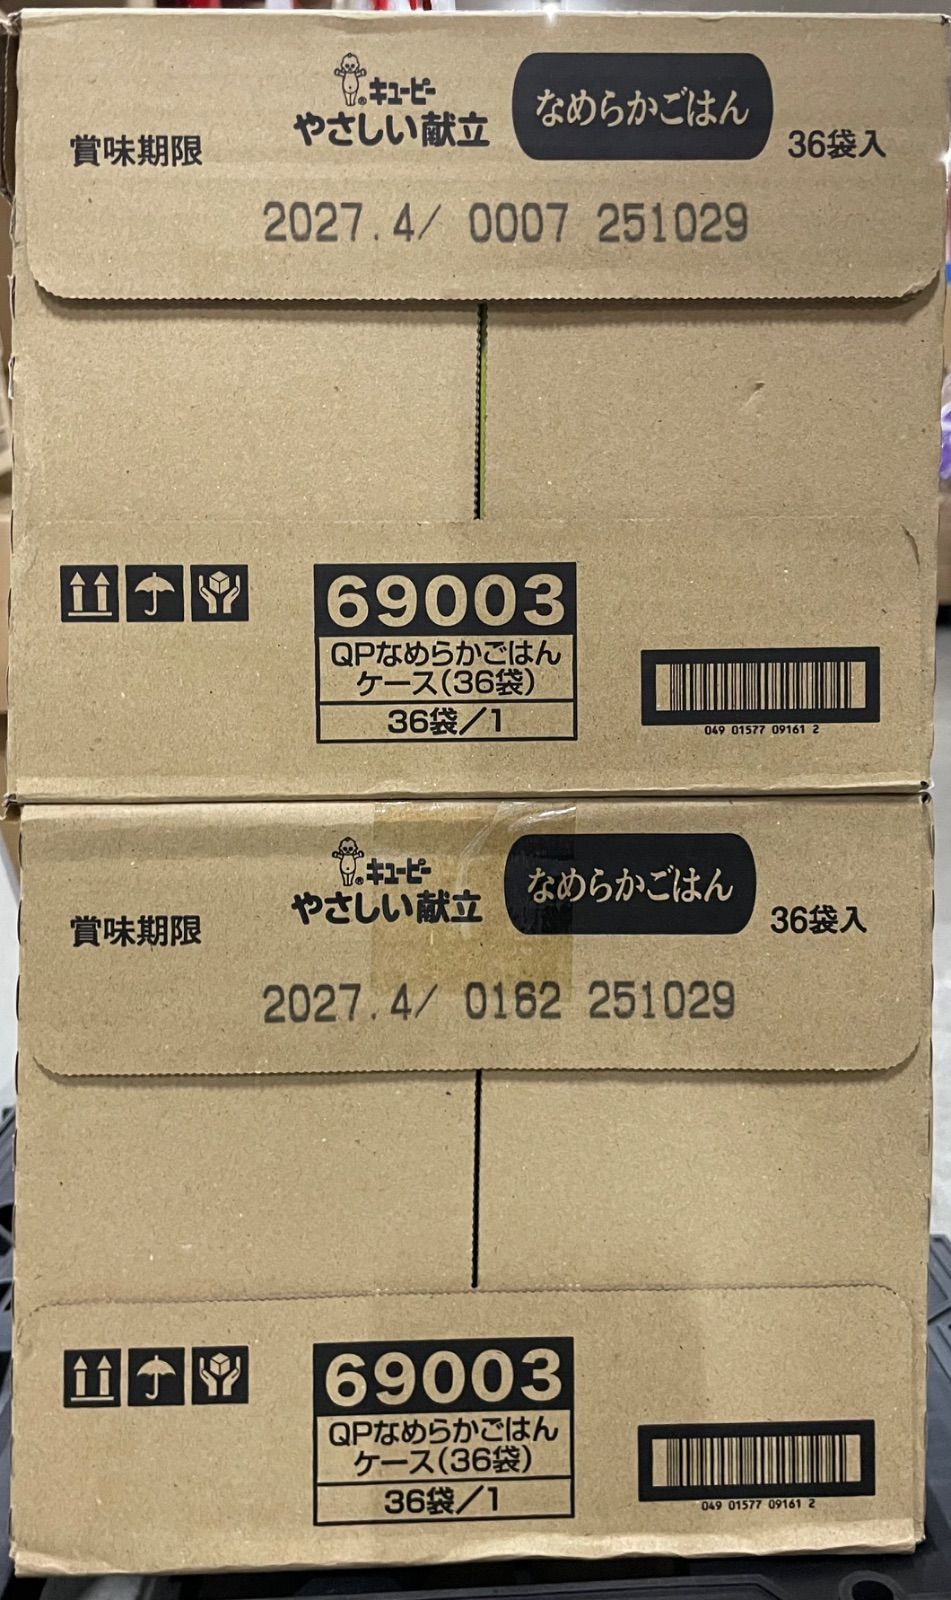 キユーピー
やさしい献立 なめらかごはん
賞味期限 36袋入
2027.4/ 0007 251029
69003
QPなめらかごはん
ケース(36袋)
36袋/1
049 01577 09161 2
キユーピー
やさしい献立 なめらかごはん
賞味期限 36袋入
2027.4/ 0162 251029
69003
QPなめらかごはん
ケース(36袋)
36袋/1
049 01577 09161 2